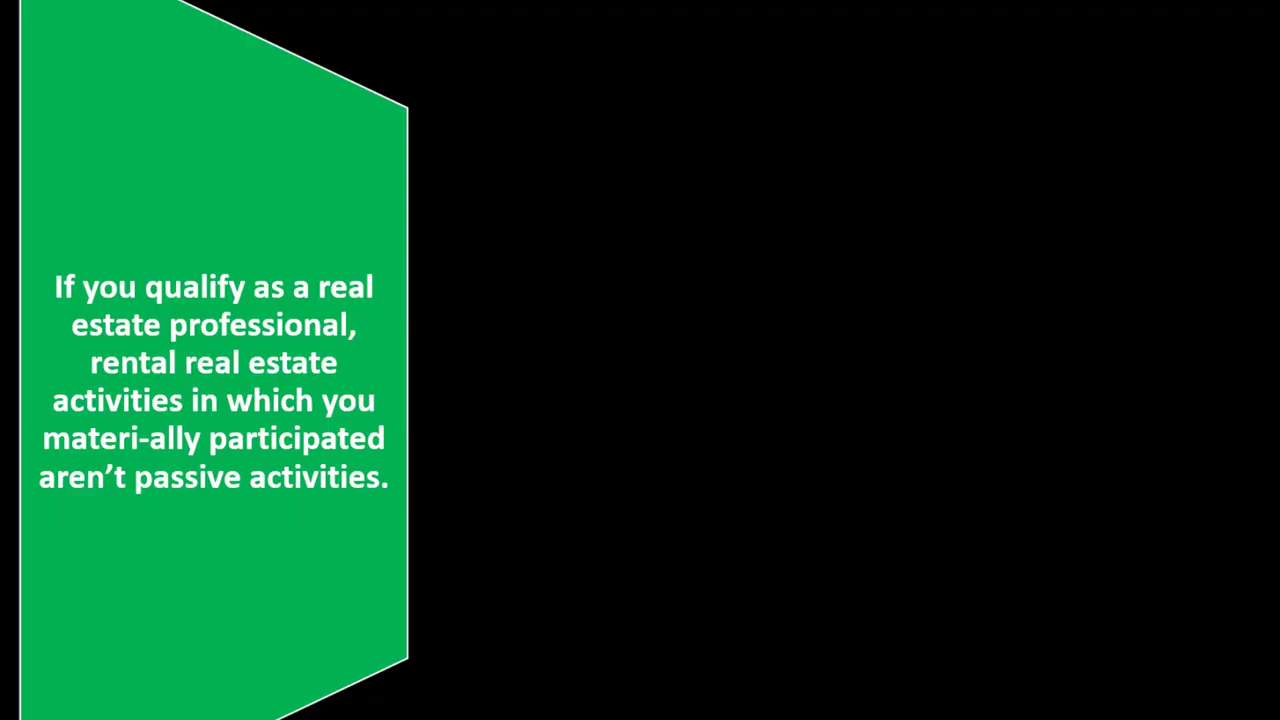 If you qualify as a real
estate professional,
rental real estate
activities in which you
materi-ally participated
aren’t passive activities.